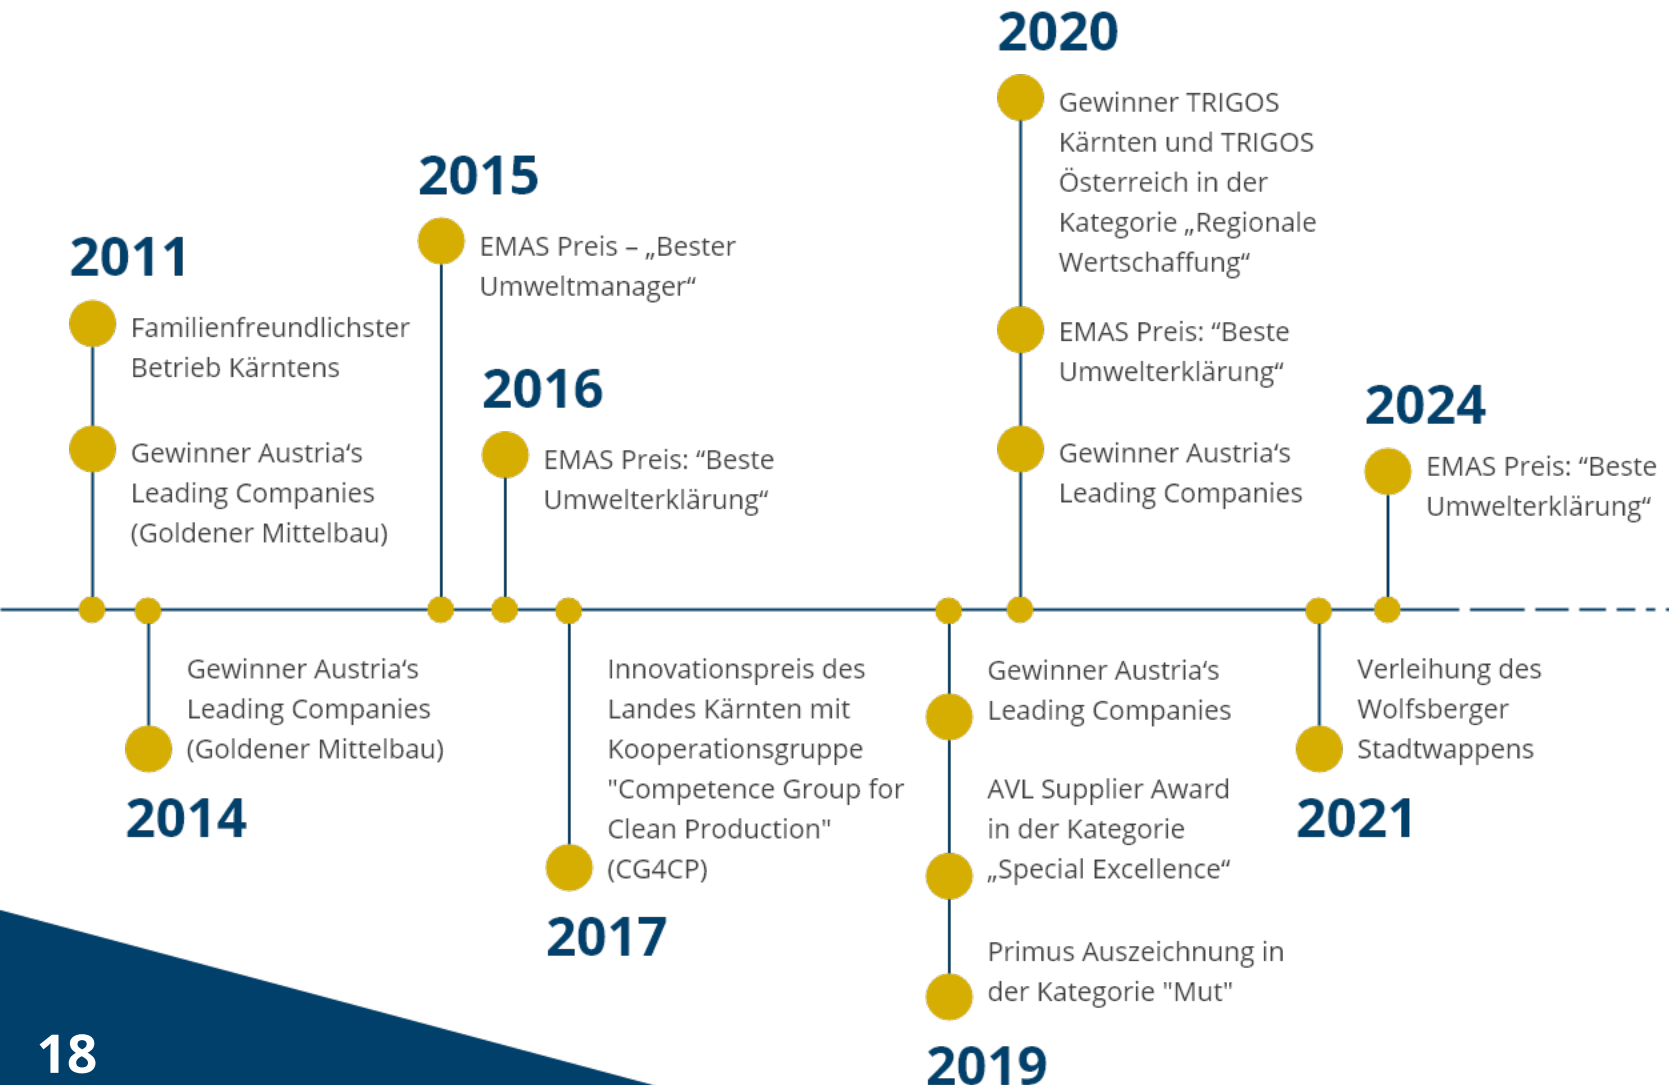 2011
Familienfreundlichster
Betrieb Kärntens
Gewinner Austria‘s
Leading Companies
(Goldener Mittelbau)
Gewinner Austria‘s
Leading Companies
(Goldener Mittelbau)
2014
2015
EMAS Preis – „Bester
Umweltmanager“
2016
EMAS Preis: “Beste
Umwelterklärung“
Innovationspreis des
Landes Kärnten mit
Kooperationsgruppe
"Competence Group for
Clean Production"
(CG4CP)
2017
Gewinner Austria‘s
Leading Companies
AVL Supplier Award
in der Kategorie
„Special Excellence“
Primus Auszeichnung in
der Kategorie "Mut"
2019
2020
Gewinner TRIGOS
Kärnten und TRIGOS
Österreich in der
Kategorie „Regionale
Wertschaffung“
EMAS Preis: “Beste
Umwelterklärung“
Gewinner Austria‘s
Leading Companies
Verleihung des
Wolfsberger
Stadtwappens
2021
2024
EMAS Preis: “Beste
Umwelterklärung“
18